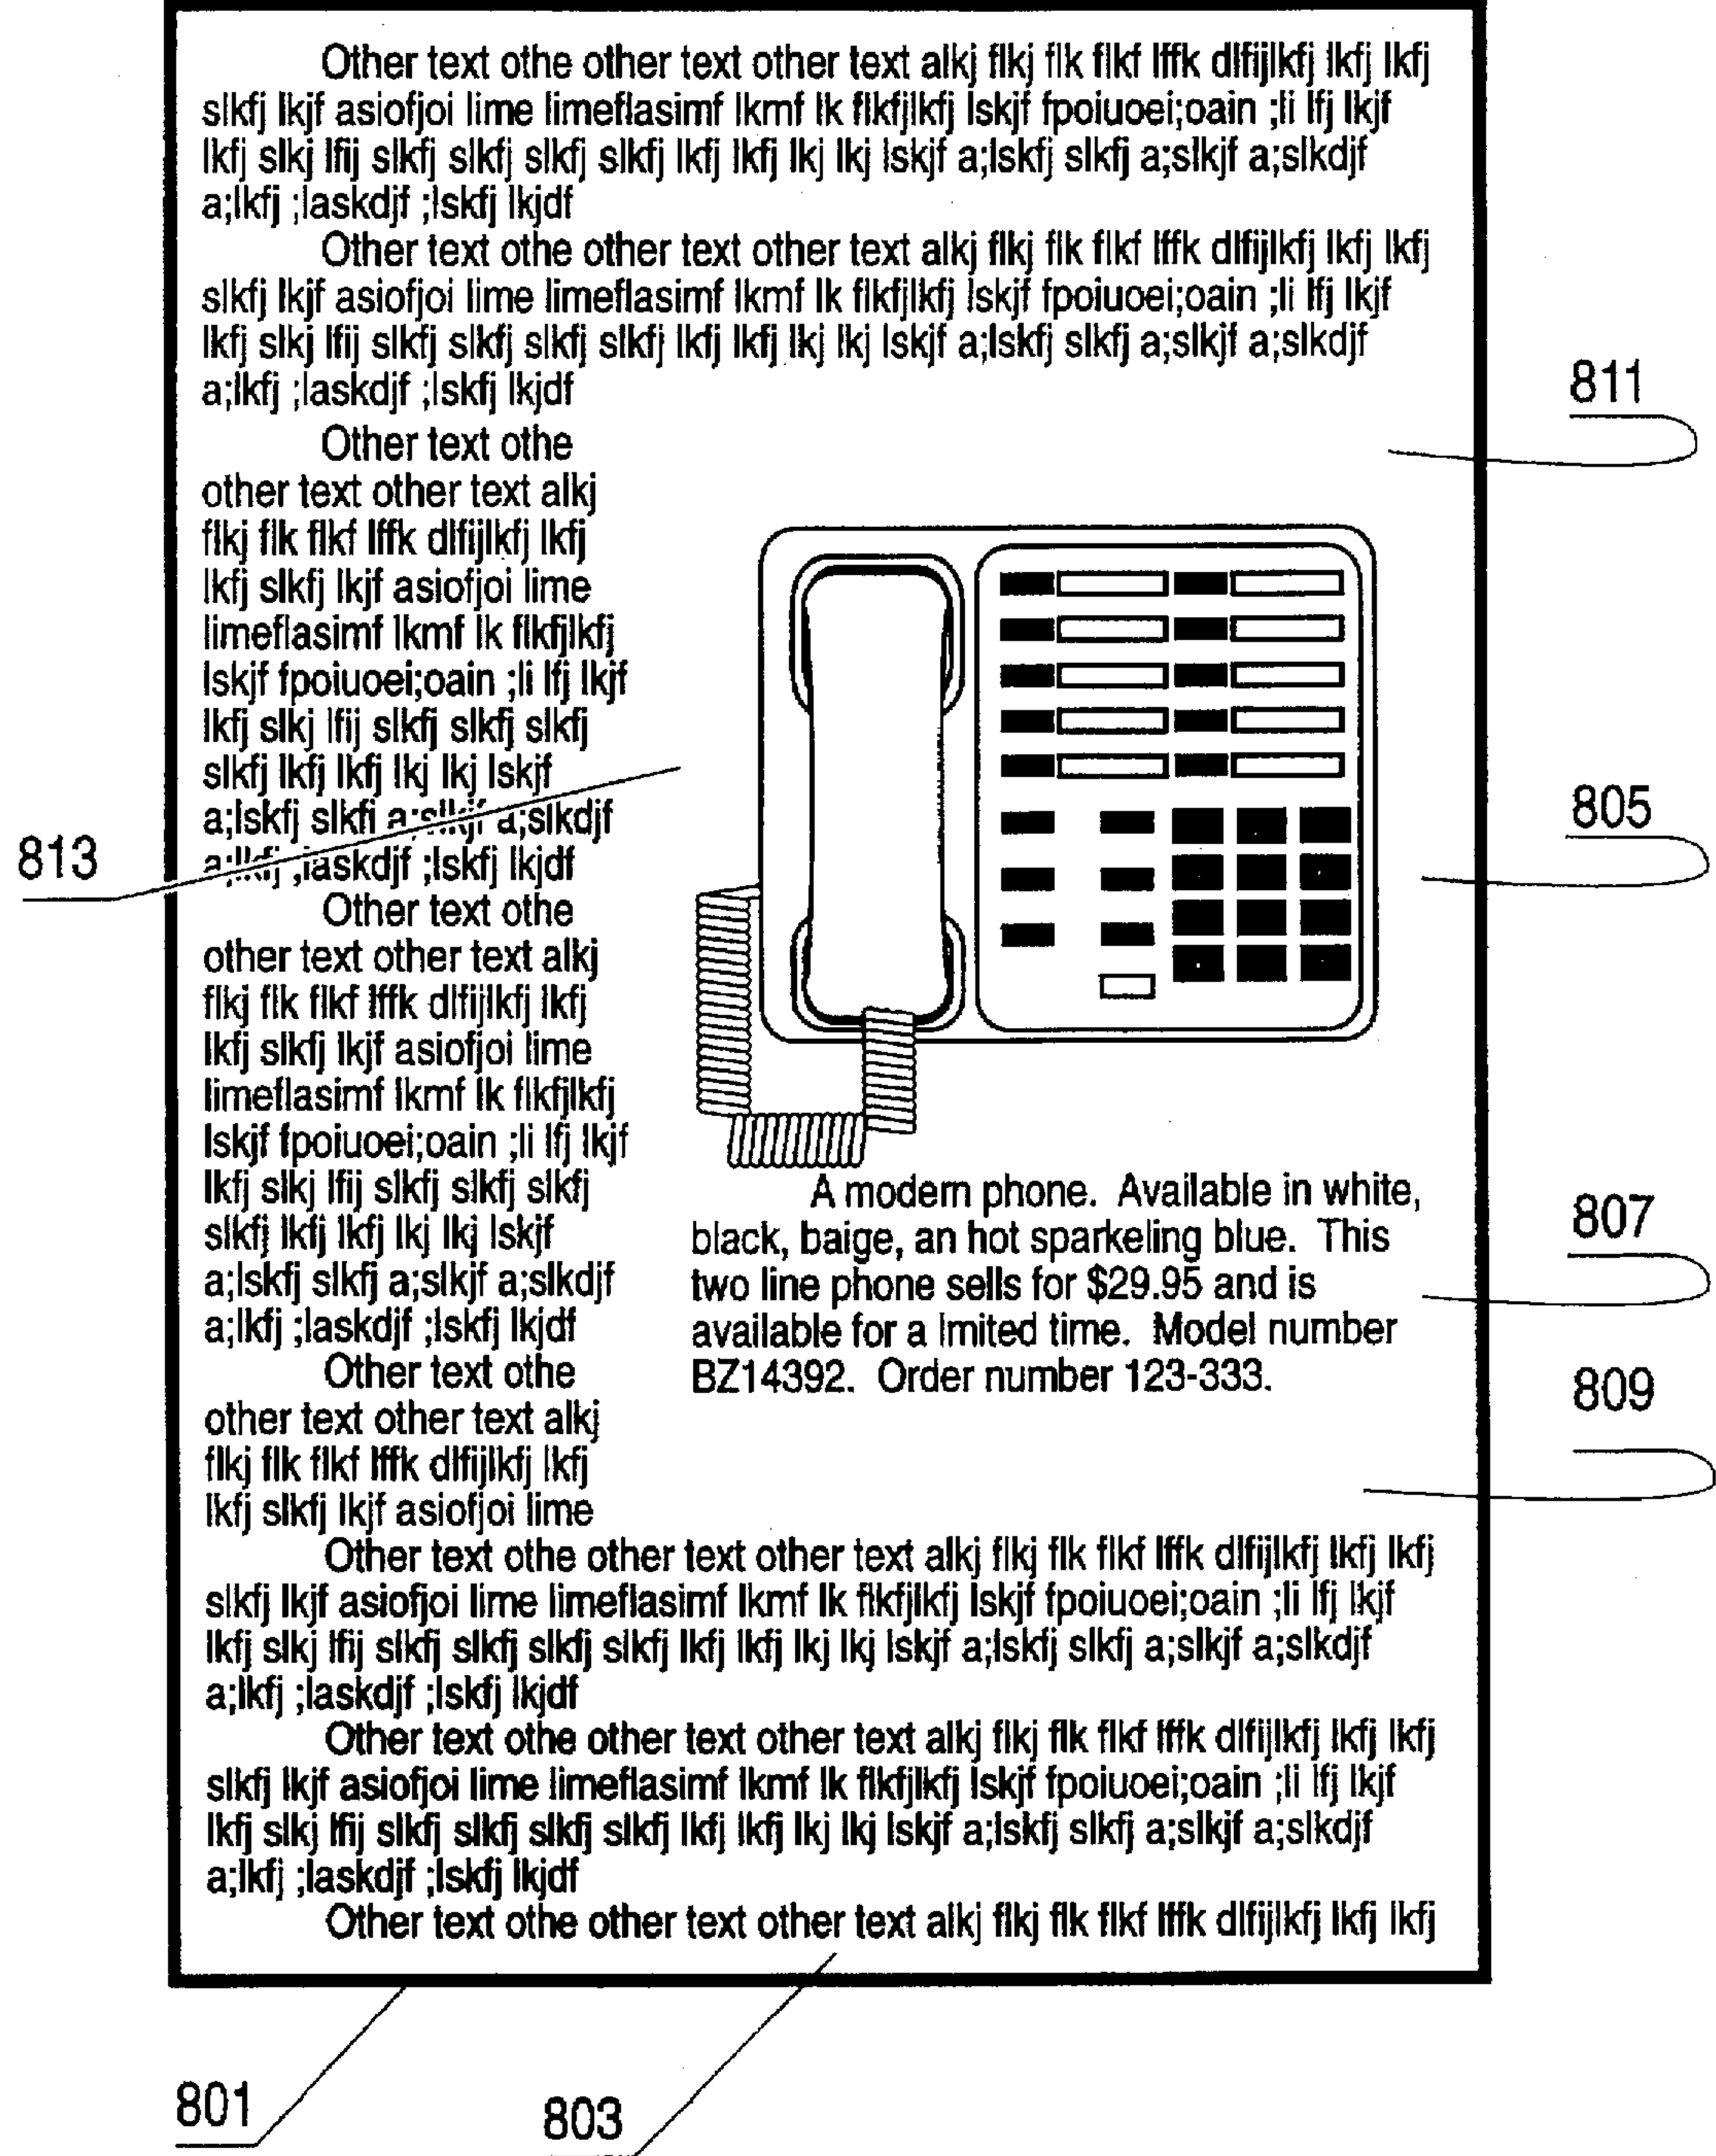 Other text othe other text other text alkj flkj flk flkf lffk dlfijlkfj lkfj lkfj
slkfj lkjf asiofjoi lime limeflasimf lkmf lk flkfjlkfj lskjf fpoiuoei;oain ;li lfj lkjf
lkfj slkj lfij slkfj slkfj slkfj slkfj lkfj lkfj lkj lkj lskjf a;lskfj slkfj a;slkjf a;slkdjf
a;lkfj ;laskdjf ;lskfj lkjdf
Other text othe other text other text alkj flkj flk flkf lffk dlfijlkfj lkfj lkfj
slkfj lkjf asiofjoi lime limeflasimf lkmf lk flkfjlkfj lskjf fpoiuoei;oain ;li lfj lkjf
lkfj slkj lfij slkfj slkfj slkfj slkfj lkfj lkfj lkj lkj lskjf a;lskfj slkfj a;slkjf a;slkdjf
a;lkfj ;laskdjf ;lskfj lkjdf
811
Other text othe
other text other text alkj
flkj flk flkf lffk dlfijlkfj lkfj
lkfj slkfj lkjf asiofjoi lime
limeflasimf lkmf lk flkfjlkfj
lskjf fpoiuoei;oain ;li lfj lkjf
lkfj slkj lfij slkfj slkfj slkfj
slkfj lkfj lkfj lkj lkj lskjf
a;lskfj slkfj a;slkjf a;slkdjf
a;lkfj ;laskdjf ;lskfj lkjdf
813
805
Other text othe
other text other text alkj
flkj flk flkf lffk dlfijlkfj lkfj
lkfj slkfj lkjf asiofjoi lime
limeflasimf lkmf lk flkfjlkfj
lskjf fpoiuoei;oain ;li lfj lkjf
lkfj slkj lfij slkfj slkfj slkfj
slkfj lkfj lkfj lkj lkj lskjf
a;lskfj slkfj a;slkjf a;slkdjf
a;lkfj ;laskdjf ;lskfj lkjdf
Other text othe
other text other text alkj
flkj flk flkf lffk dlfijlkfj lkfj
lkfj slkfj lkjf asiofjoi lime
A modern phone. Available in white,
black, baige, an hot sparkeling blue. This
two line phone sells for $29.95 and is
available for a lmited time. Model number
BZ14392. Order number 123-333.
807
809
Other text othe other text other text alkj flkj flk flkf lffk dlfijlkfj lkfj lkfj
slkfj lkjf asiofjoi lime limeflasimf lkmf lk flkfjlkfj lskjf fpoiuoei;oain ;li lfj lkjf
lkfj slkj lfij slkfj slkfj slkfj slkfj lkfj lkfj lkj lkj lskjf a;lskfj slkfj a;slkjf a;slkdjf
a;lkfj ;laskdjf ;lskfj lkjdf
Other text othe other text other text alkj flkj flk flkf lffk dlfijlkfj lkfj lkfj
slkfj lkjf asiofjoi lime limeflasimf lkmf lk flkfjlkfj lskjf fpoiuoei;oain ;li lfj lkjf
lkfj slkj lfij slkfj slkfj slkfj slkfj lkfj lkfj lkj lkj lskjf a;lskfj slkfj a;slkjf a;slkdjf
a;lkfj ;laskdjf ;lskfj lkjdf
Other text othe other text other text alkj flkj flk flkf lffk dlfijlkfj lkfj lkfj
801
803